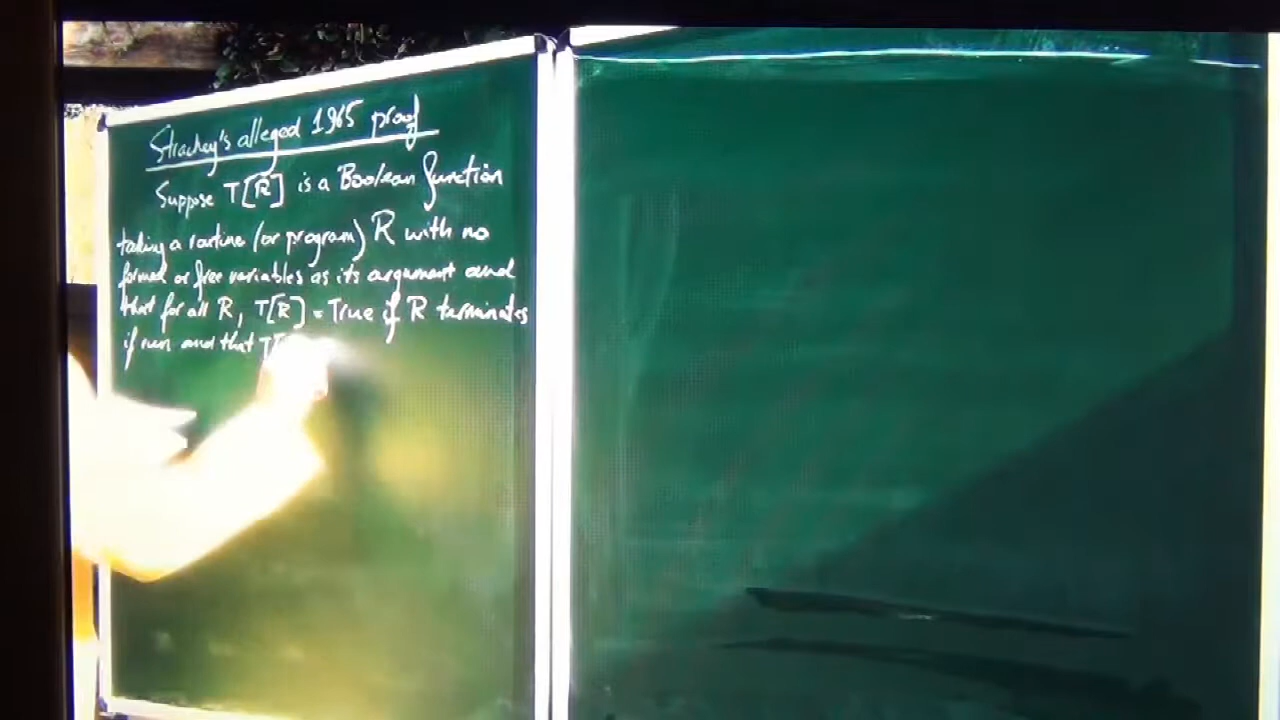 Strachey's alleged 1965 proof
Suppose T[R] is a Boolean function
taking a routine (or program) R with no
formal or free variables as its argument and
that for all R, T[R] = True if R terminates
if run and that T[